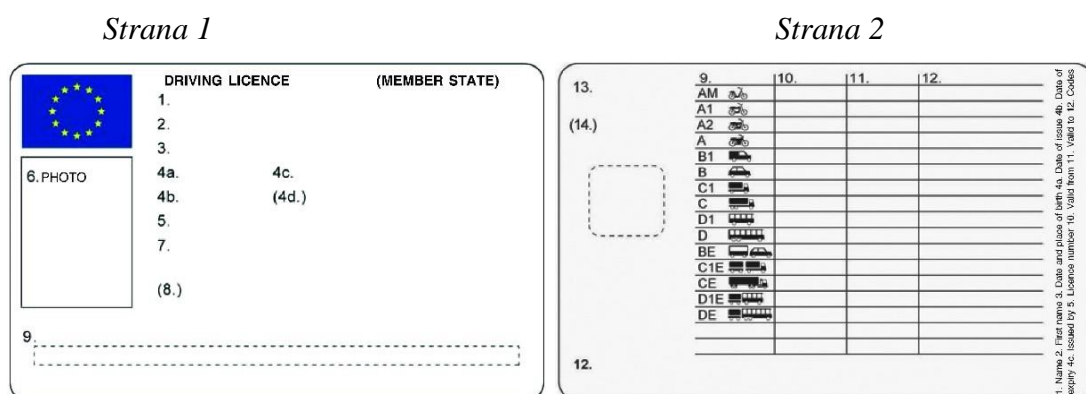 Strana 1
Strana 2
DRIVING LICENCE (MEMBER STATE)
1.
2.
3.
4a. 4c.
4b. (4d.)
5.
7.
(8.)
6. PHOTO
9.
13.
(14.)
12.
9. 10. 11. 12.
AM
A1
A2
A
B1
B
C1
C
D1
D
BE
C1E
CE
D1E
DE
1. Name 2. First name 3. Date and place of birth 4a. Date of issue 4b. Date of
expiry 4c. Issued by 5. Licence number 10. Valid from 11. Valid to 12. Codes